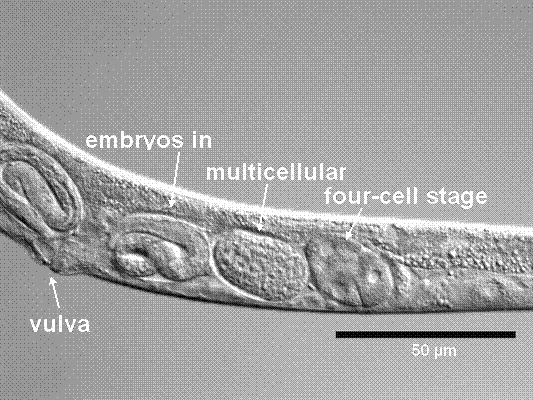 embryos in
multicellular
four-cell stage
vulva
50 µm